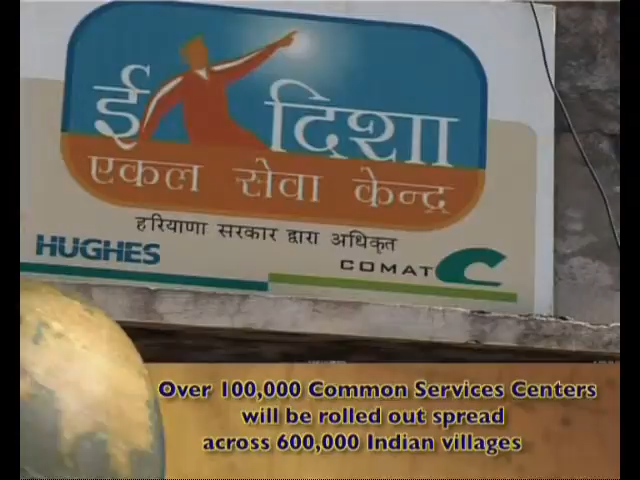 ई दिशा
एकल सेवा केन्द्र
हरियाणा सरकार द्वारा अधिकृत
HUGHES
COMAT
Over 100,000 Common Services Centers
will be rolled out spread
across 600,000 Indian villages